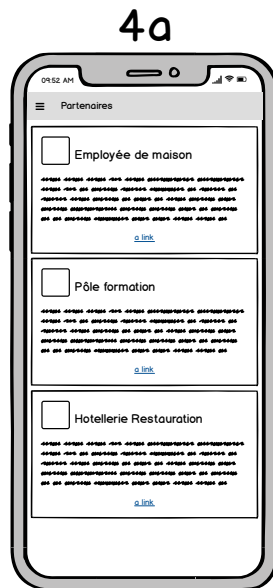 4a
09:52 AM
Partenaires
Employée de maison
a link
Pôle formation
a link
Hotellerie Restauration
a link